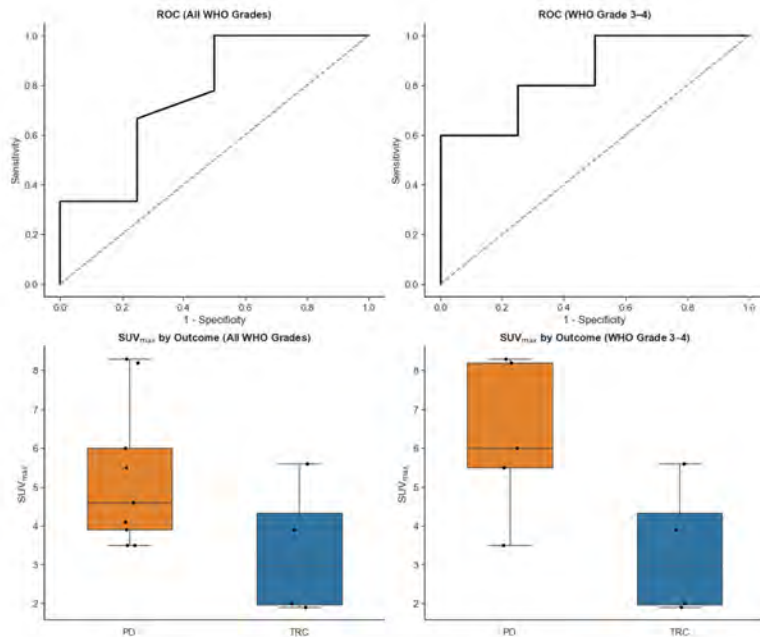 ROC (All WHO Grades)
1.0
0.8
0.6
0.4
0.2
0.0
Sensitivity
0.0 0.2 0.4 0.6 0.8 1.0
1 - Specificity
ROC (WHO Grade 3–4)
1.0
0.8
0.6
0.4
0.2
0.0
Sensitivity
0.0 0.2 0.4 0.6 0.8 1.0
1 - Specificity
SUVmax by Outcome (All WHO Grades)
8
7
6
5
4
3
2
SUVmax
PD TRC
SUVmax by Outcome (WHO Grade 3–4)
8
7
6
5
4
3
2
SUVmax
PD TRC